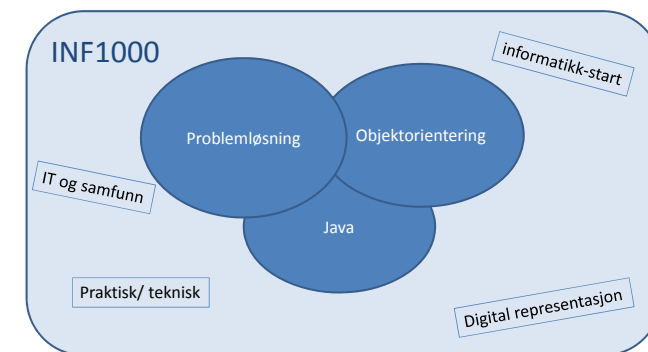 INF1000
informatikk-start
Problemløsning
Objektorientering
IT og samfunn
Java
Praktisk/ teknisk
Digital representasjon